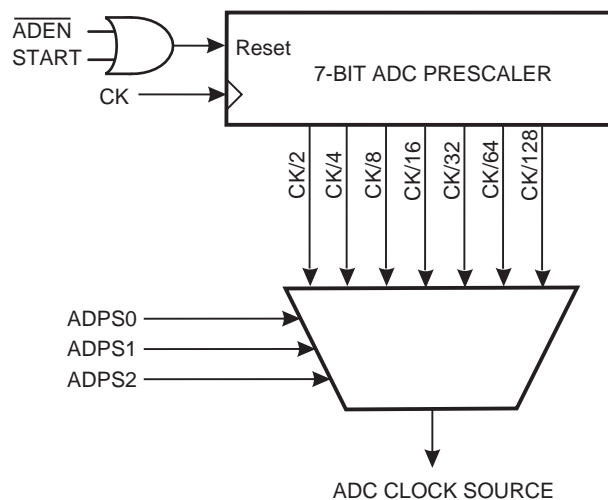 ADEN
START
Reset
7-BIT ADC PRESCALER
CK
CK/2
CK/4
CK/8
CK/16
CK/32
CK/64
CK/128
ADPS0
ADPS1
ADPS2
ADC CLOCK SOURCE